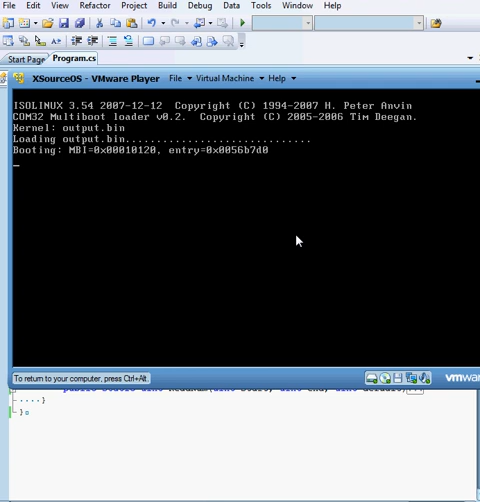 File Edit View Refactor Project Build Debug Data Tools Window Help
Start Page Program.cs
XSourceOS - VMware Player File Virtual Machine Help
ISOLINUX 3.54 2007-12-12 Copyright (C) 1994-2007 H. Peter Anvin
COM32 Multiboot loader v0.2. Copyright (C) 2005-2006 Tim Deegan.
Kernel: output.bin
Loading output.bin.............................
Booting: MBI=0x00010120, entry=0x0056b7d0
To return to your computer, press Ctrl+Alt.
vmwar
....}
}